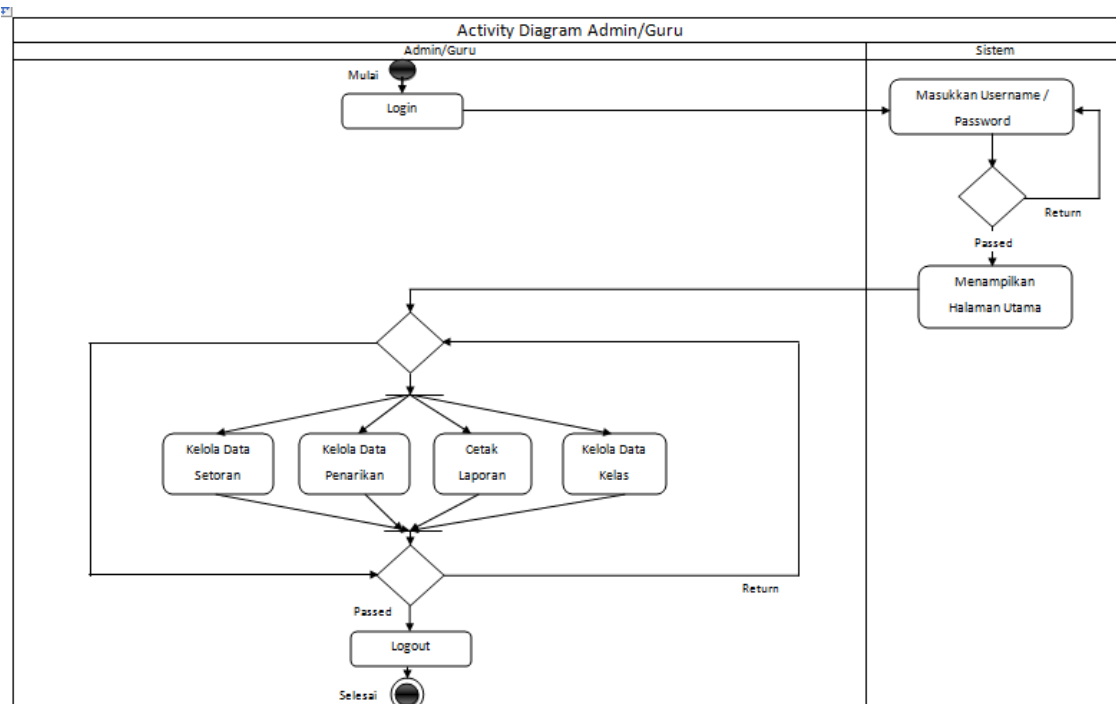 Activity Diagram Admin/Guru
Admin/Guru
Sistem
Mulai
Login
Masukkan Username /
Password
Return
Passed
Menampilkan
Halaman Utama
Kelola Data
Setoran
Kelola Data
Penarikan
Cetak
Laporan
Kelola Data
Kelas
Return
Passed
Logout
Selesai